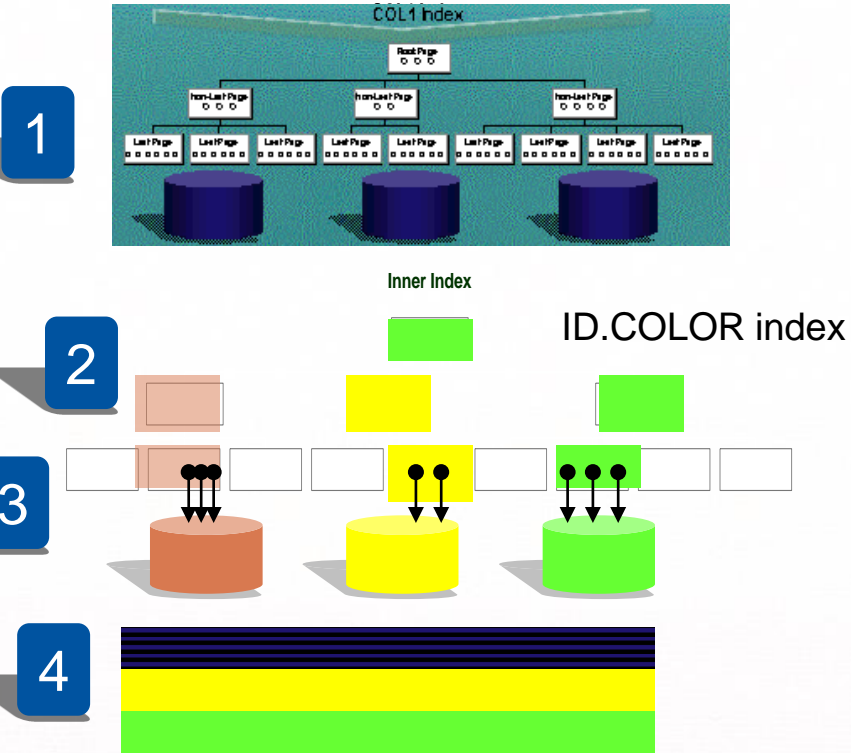 COL1 Index
Root Page
Non-Leaf Page
Non-Leaf Page
Non-Leaf Page
Leaf Page
Leaf Page
Leaf Page
Leaf Page
Leaf Page
Leaf Page
Leaf Page
Leaf Page
Leaf Page
1
Inner Index
ID.COLOR index
2
3
4